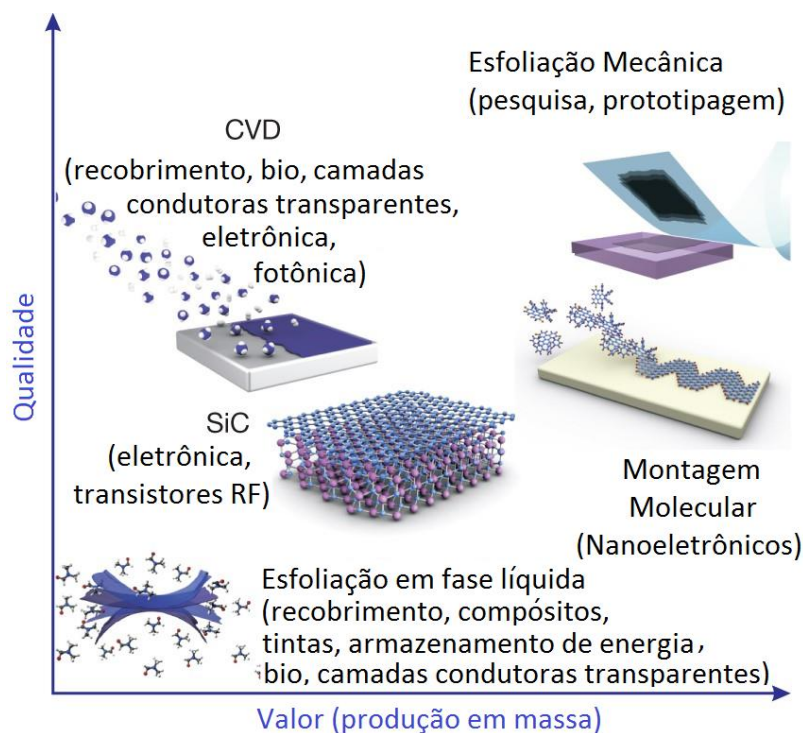 Esfoliação Mecânica
(pesquisa, prototipagem)
CVD
(recobrimento, bio, camadas
condutoras transparentes,
eletrônica,
fotônica)
Qualidade
SiC
(eletrônica,
transistores RF)
Montagem
Molecular
(Nanoeletrônicos)
Esfoliação em fase líquida
(recobrimento, compósitos,
tintas, armazenamento de energia,
bio, camadas condutoras transparentes)
Valor (produção em massa)